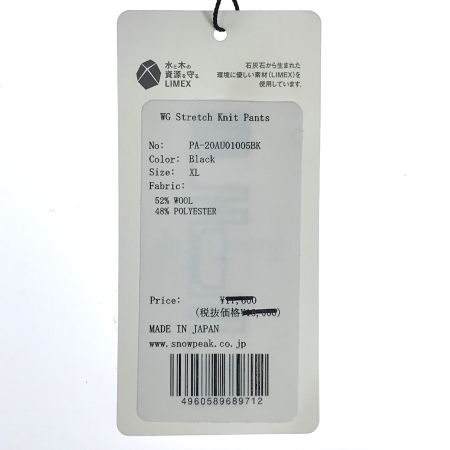 水と木の
資源を守る
LIMEX
石灰石から生まれた
環境に優しい素材(LIMEX)を
使用しています。
WG Stretch Knit Pants
No: PA-20AU01005BK
Color: Black
Size: XL
Fabric:
52% WOOL
48% POLYESTER
Price: ¥17,600
(税抜価格
MADE IN JAPAN
www.snowpeak.co.jp
4960589689712